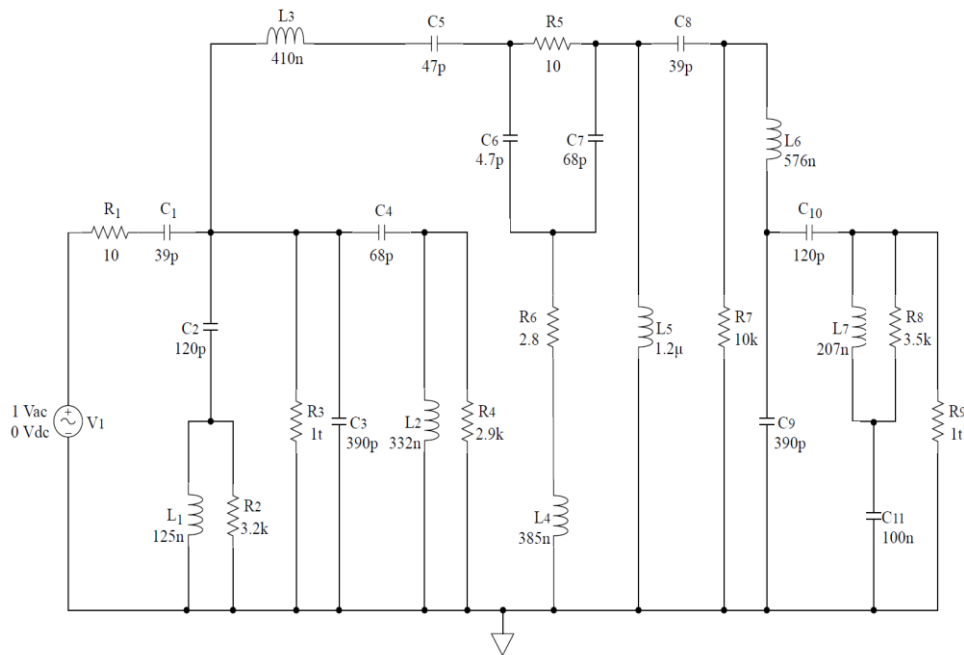 L3
410n
C5
47p
R5
10
C8
39p
C6
4.7p
C7
68p
L6
576n
R1
10
C1
39p
C4
68p
C10
120p
C2
120p
R6
2.8
L5
1.2µ
R7
10k
L7
207n
R8
3.5k
1 Vac
0 Vdc
V1
R3
1t
C3
390p
L2
332n
R4
2.9k
C9
390p
R9
1t
L1
125n
R2
3.2k
L4
385n
C11
100n